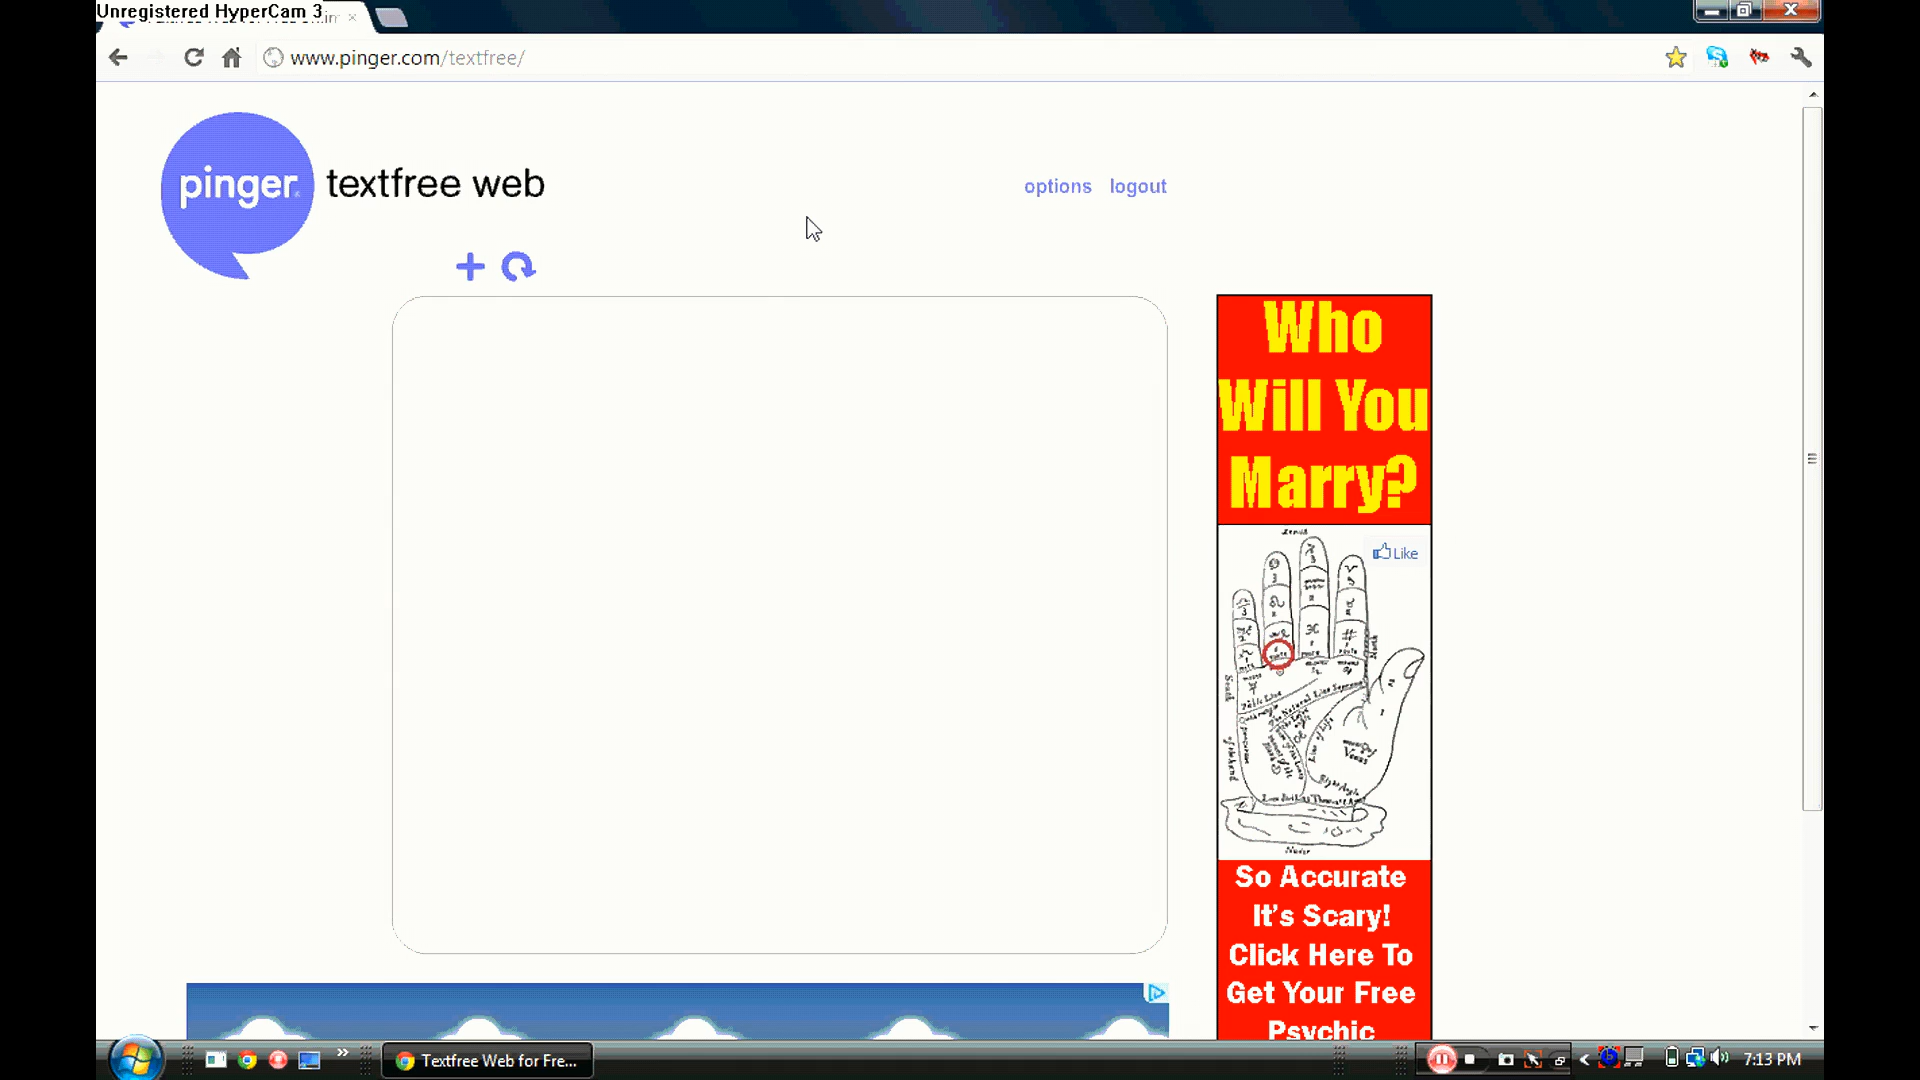 Unregistered HyperCam 3
www.pinger.com/textfree/
pinger
textfree web
options logout
Who
Will You
Marry?
Like
So Accurate
It's Scary!
Click Here To
Get Your Free
Psychic
Textfree Web for Fre...
7:13 PM